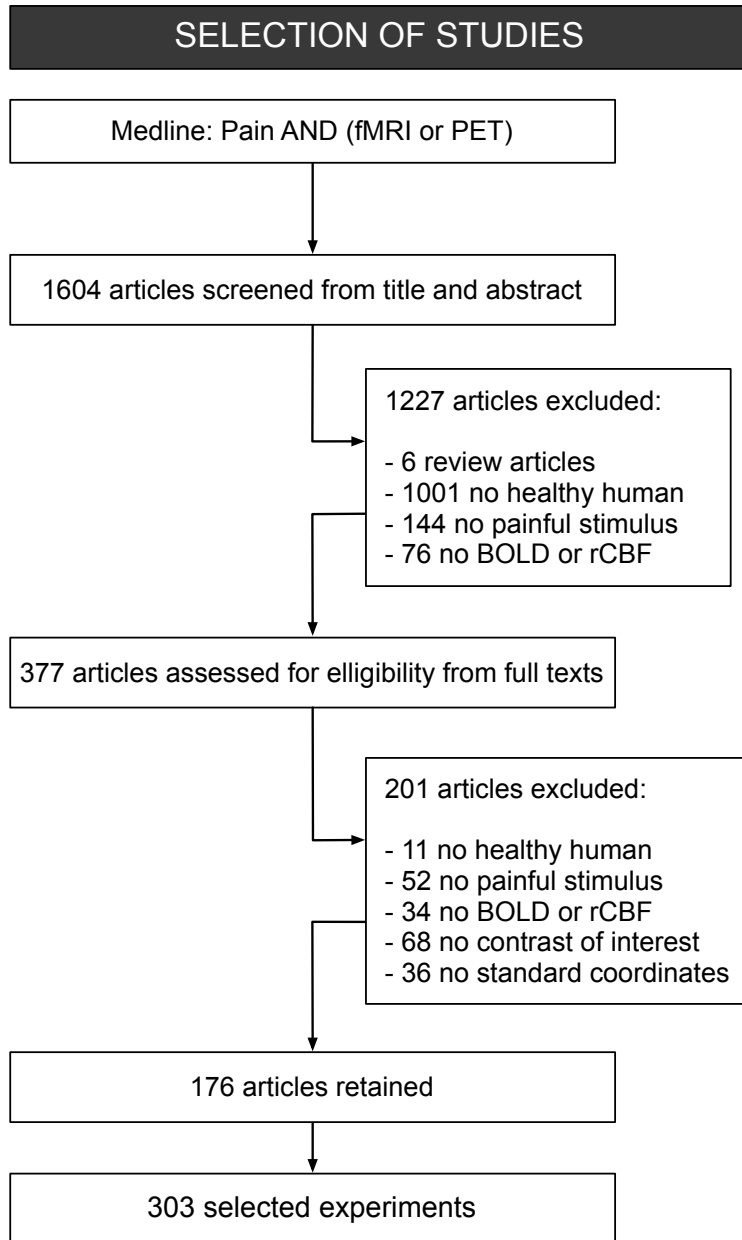 SELECTION OF STUDIES
Medline: Pain AND (fMRI or PET)
1604 articles screened from title and abstract
1227 articles excluded:
- 6 review articles
- 1001 no healthy human
- 144 no painful stimulus
- 76 no BOLD or rCBF
377 articles assessed for elligibility from full texts
201 articles excluded:
- 11 no healthy human
- 52 no painful stimulus
- 34 no BOLD or rCBF
- 68 no contrast of interest
- 36 no standard coordinates
176 articles retained
303 selected experiments